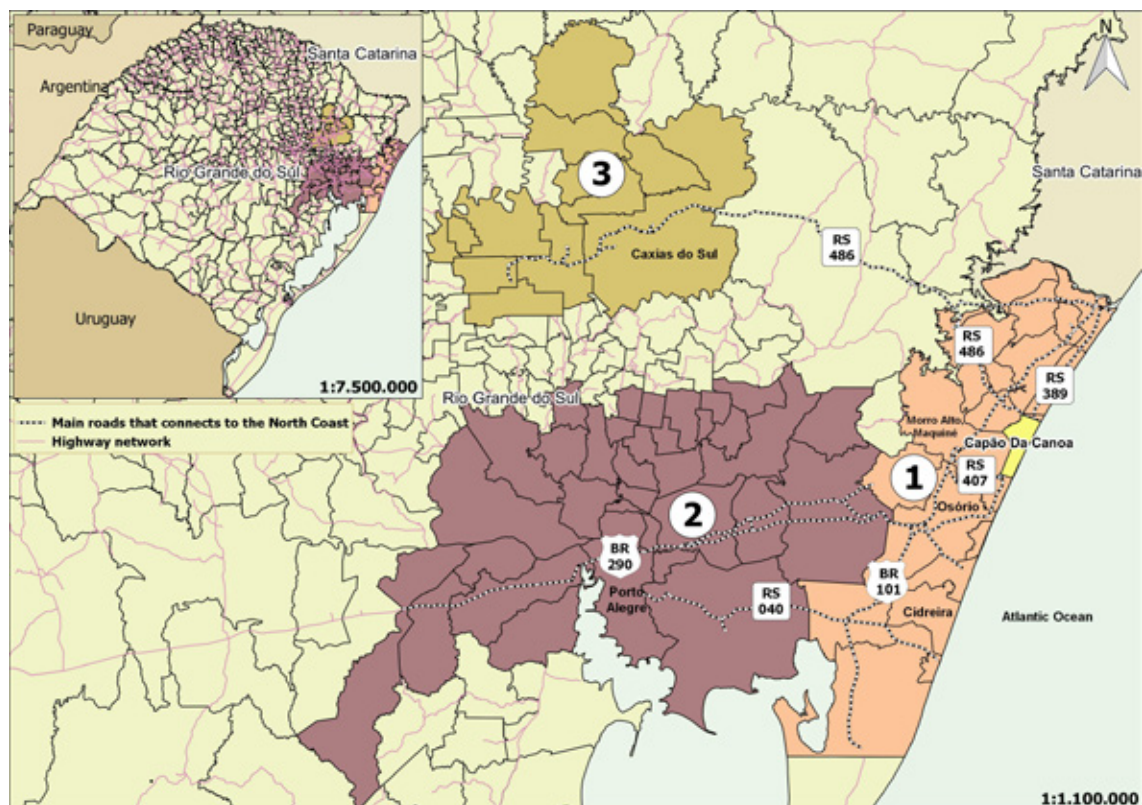 Paraguay
Santa Catarina
Argentina
Rio Grande do Sul
Uruguay
1:7.500.000
Main roads that connects to the North Coast
Highway network
N
3
Santa Catarina
Caxias do Sul
RS
486
RS
486
RS
389
Rio Grande do Sul
Morro Alto
Maquiné
Capão Da Canoa
1
RS
407
Osório
2
BR
290
BR
101
Porto
Alegre
RS
040
Cidreira
Atlantic Ocean
1:1.100.000